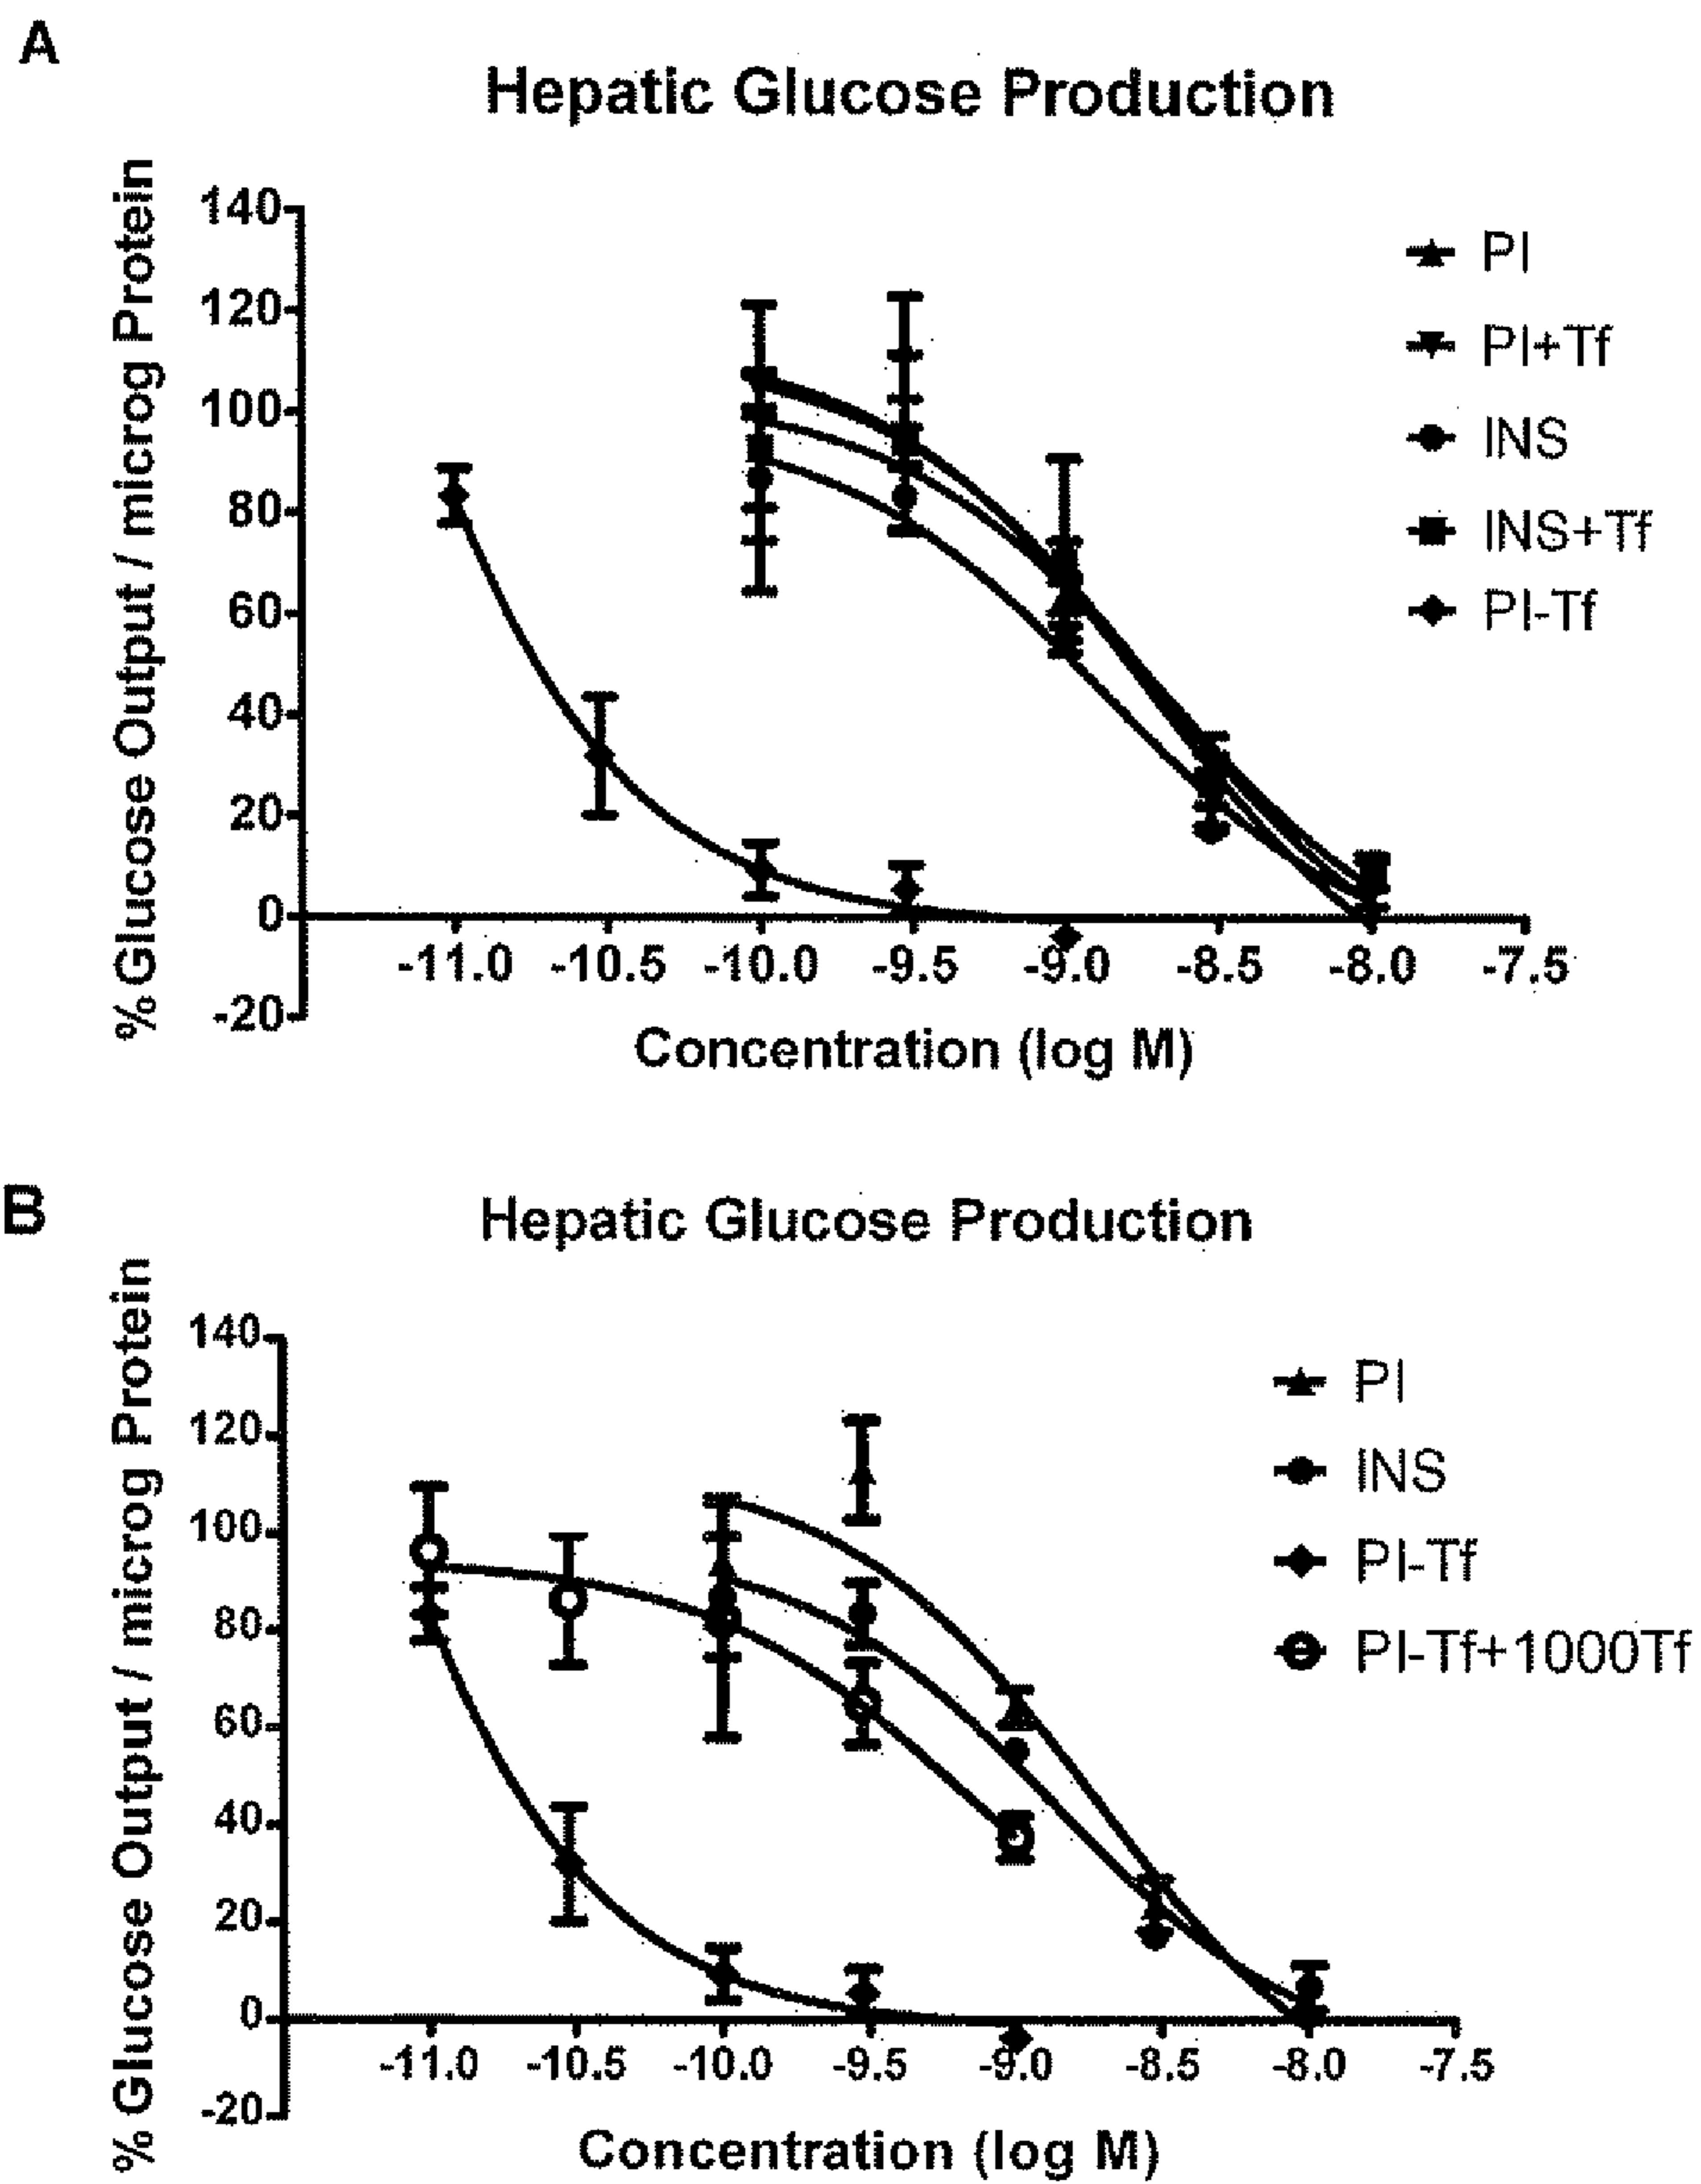 A
Hepatic Glucose Production
% Glucose Output / microg Protein
140
120
100
80
60
40
20
0
-20
-11.0 -10.5 -10.0 -9.5 -9.0 -8.5 -8.0 -7.5
Concentration (log M)
PI
PI+Tf
INS
INS+Tf
PI-Tf
B
Hepatic Glucose Production
% Glucose Output / microg Protein
140
120
100
80
60
40
20
0
-20
-11.0 -10.5 -10.0 -9.5 -9.0 -8.5 -8.0 -7.5
Concentration (log M)
PI
INS
PI-Tf
PI-Tf+1000Tf